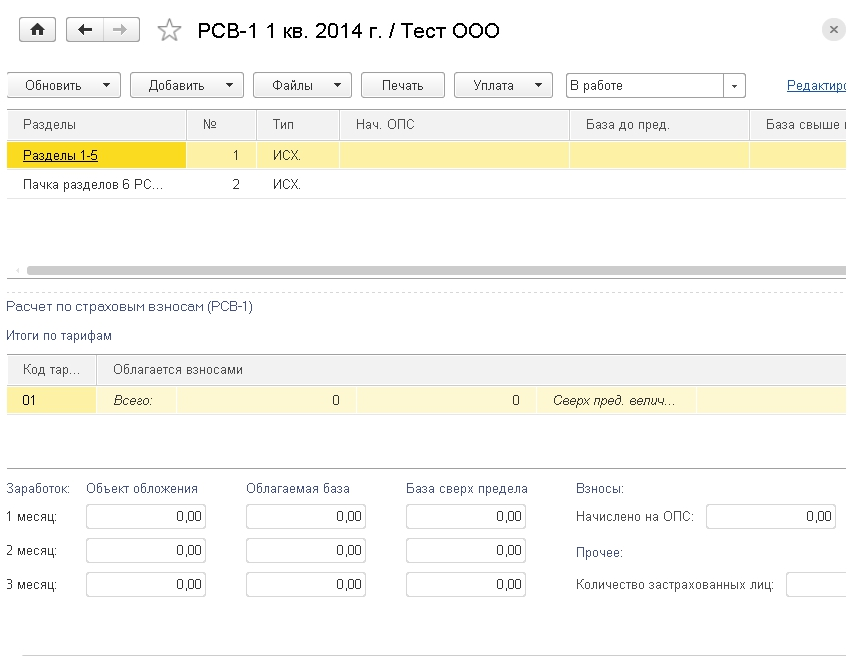 РСВ-1 1 кв. 2014 г. / Тест ООО
Обновить Добавить Файлы Печать Уплата В работе Редактиро
Разделы № Тип Нач. ОПС База до пред. База свыше
Разделы 1-5 1 ИСХ.
Пачка разделов 6 РС... 2 ИСХ.
Расчет по страховым взносам (РСВ-1)
Итоги по тарифам
Код тар... Облагается взносами
01 Всего: 0 0 Сверх пред. велич...
Заработок: Объект обложения Облагаемая база База сверх предела Взносы:
1 месяц: 0,00 0,00 0,00 Начислено на ОПС: 0,00
2 месяц: 0,00 0,00 0,00 Прочее:
3 месяц: 0,00 0,00 0,00 Количество застрахованных лиц: